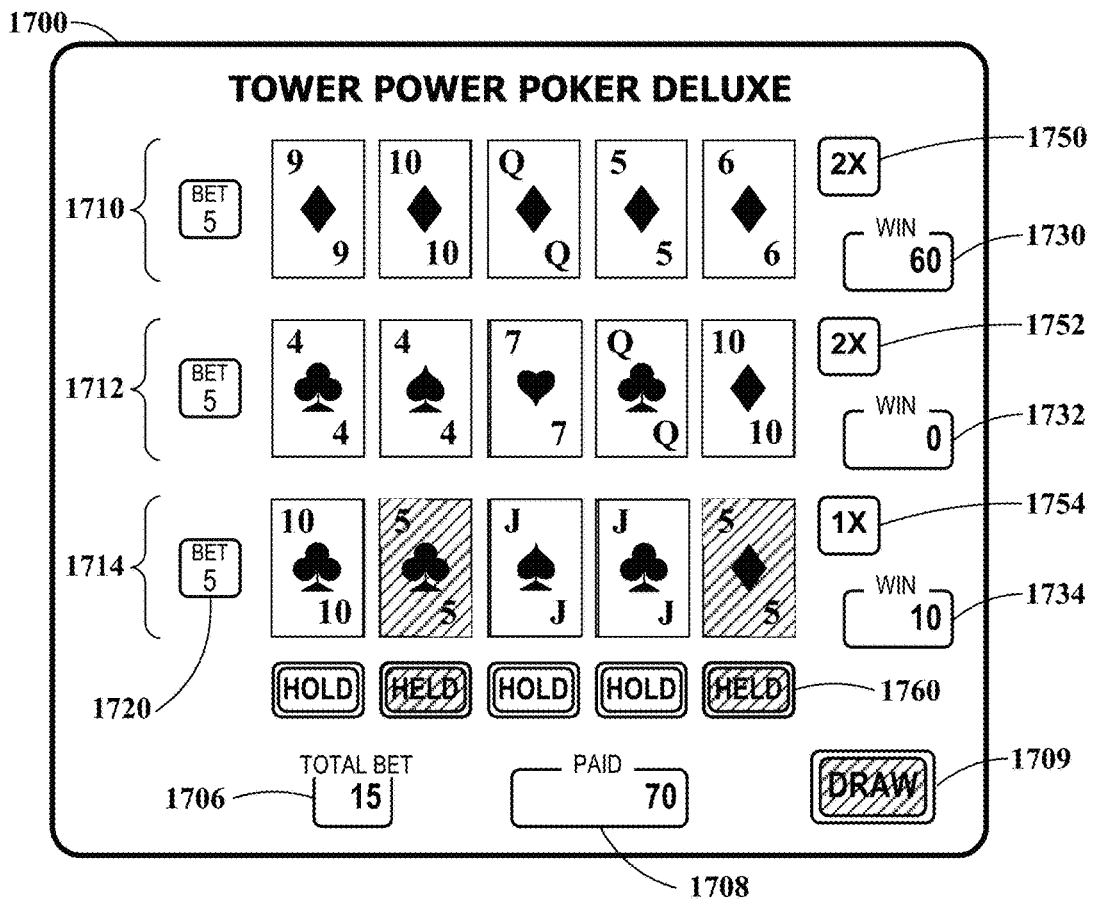 1700
TOWER POWER POKER DELUXE
9 10 Q 5 6
2X
1750
1710
BET
5
WIN
60
1730
9 10 Q 5 6
4 4 7 Q 10
2X
1752
1712
BET
5
WIN
0
1732
4 4 7 Q 10
10 5 J J 5
1X
1754
1714
BET
5
WIN
10
1734
10 5 J J 5
HOLD HELD HOLD HOLD HELD
1760
1720
TOTAL BET
15
1706
PAID
70
DRAW
1709
1708